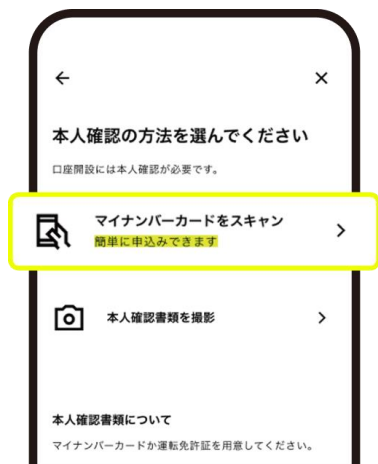 本人確認の方法を選んでください
口座開設には本人確認が必要です。
マイナンバーカードをスキャン
簡単に申込みできます
本人確認書類を撮影
本人確認書類について
マイナンバーカードか運転免許証を用意してください。